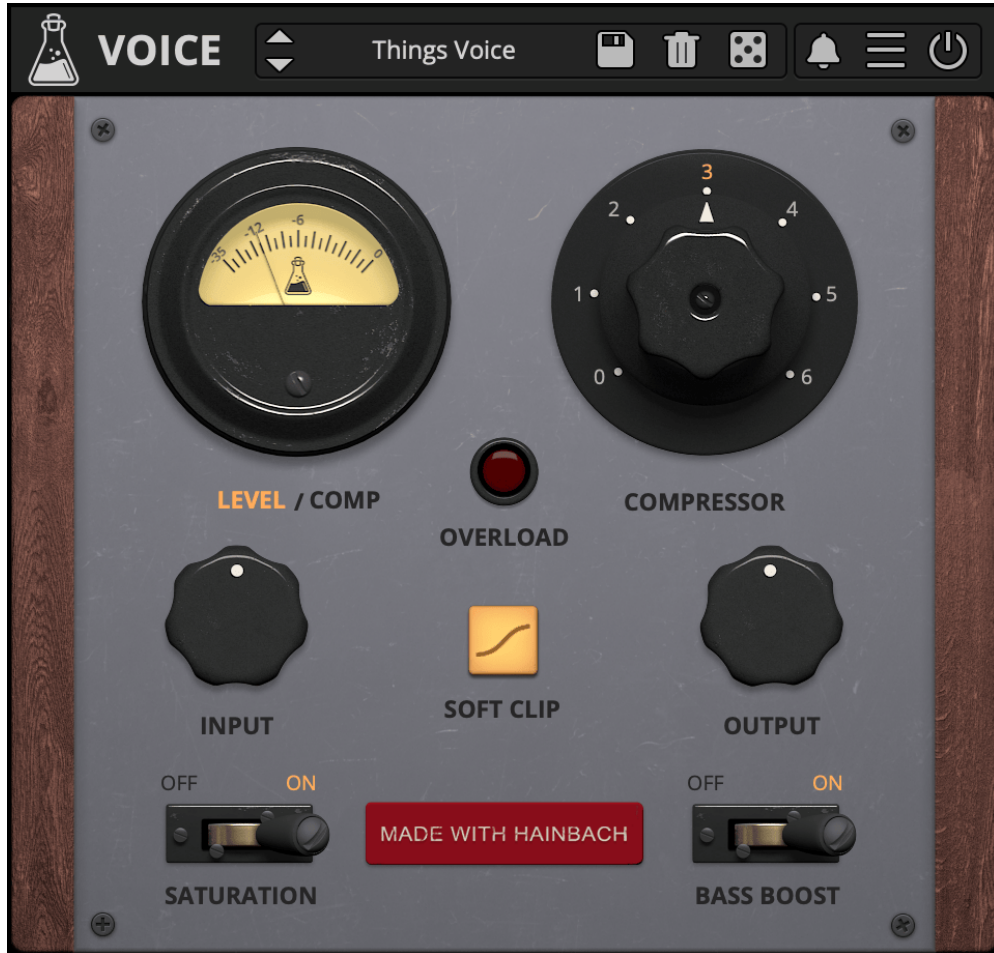 VOICE
Things Voice
-35 -12 -6 0
0 1 2 3 4 5 6
LEVEL / COMP
COMPRESSOR
OVERLOAD
INPUT
SOFT CLIP
OUTPUT
OFF ON
OFF ON
MADE WITH HAINBACH
SATURATION
BASS BOOST